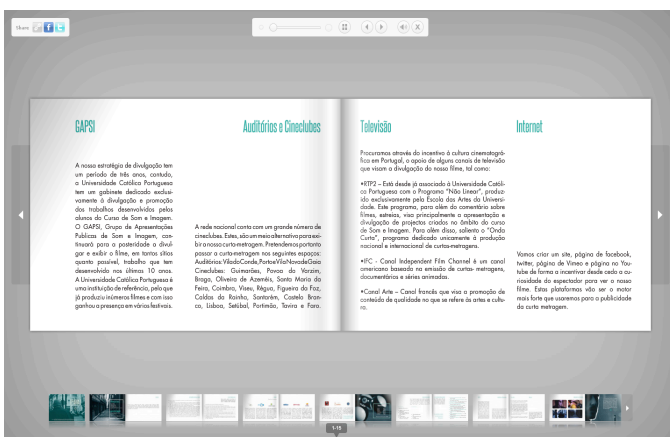 Share:
GAPSI
A nossa estratégia de divulgação tem
um período de três anos, contudo,
a Universidade Católica Portuguesa
tem um gabinete dedicado exclusi-
vamente à divulgação e promoção
dos trabalhos desenvolvidos pelos
alunos do Curso de Som e Imagem.
O GAPSI, Grupo de Apresentações
Publicas de Som e Imagem, con-
tinuará para a posteridade a divul-
gar e exibir o filme, em tantos sítios
quanto possível, trabalho que tem
desenvolvido nos últimos 10 anos.
A Universidade Católica Portuguesa é
uma instituição de referência, pelo que
já produziu inúmeros filmes e com isso
ganhou a presença em vários festivais.
Auditórios e Cineclubes
A rede nacional conta com um grande número de
cineclubes. Estes, são um meio alternativo para exi-
bir a nossa curta-metragem. Pretendemos portanto
passar a curta-metragem nos seguintes espaços:
Auditórios: Vila do Conde, Porto e Vila Nova de Gaia
Cineclubes: Guimarães, Povoa do Varzim,
Braga, Oliveira de Azeméis, Santa Maria da
Feira, Coimbra, Viseu, Régua, Figueira da Foz,
Caldas da Rainha, Santarém, Castelo Bran-
co, Lisboa, Setúbal, Portimão, Tavira e Faro.
Televisão
Procuramos através do incentivo à cultura cinematográ-
fica em Portugal, o apoio de alguns canais de televisão
que visam a divulgação do nosso filme, tal como:
•RTP2 – Está desde já associado à Universidade Católi-
ca Portuguesa com o Programa "Não Linear", produz-
ido exclusivamente pela Escola das Artes da Universi-
dade. Este programa, para além do comentário sobre
filmes, estreias, visa principalmente a apresentação e
divulgação de projectos criados no âmbito do curso
de Som e Imagem. Para além disso, saliento o "Onda
Curta", programa dedicado unicamente à produção
nacional e internacional de curtas-metragens.
•IFC - Canal Independent Film Channel é um canal
americano baseado na emissão de curtas- metragens,
documentários e séries animadas.
•Canal Arte – Canal francês que visa a promoção de
conteúdo de qualidade no que se refere às artes e cultu-
ra.
Internet
Vamos criar um site, página de facebook,
twitter, página de Vimeo e página no You-
tube de forma a incentivar desde cedo a cu-
riosidade do espectador para ver o nosso
filme. Estas plataformas vão ser o motor
mais forte que usaremos para a publicidade
da curta metragem.
1-15